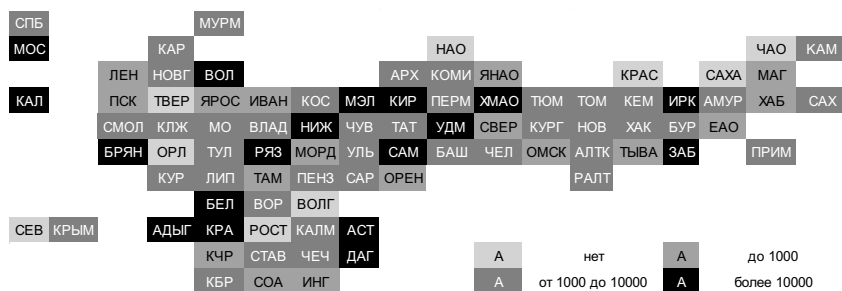 СПБ МУРМ
МОС КАР НАО ЧАО КАМ
ЛЕН НОВГ ВОЛ АРХ КОМИ ЯНАО КРАС САХА МАГ
КАЛ ПСК ТВЕР ЯРОС ИВАН КОС МЭЛ КИР ПЕРМ ХМАО ТЮМ ТОМ КЕМ ИРК АМУР ХАБ САХ
СМОЛ КЛЖ МО ВЛАД НИЖ ЧУВ ТАТ УДМ СВЕР КУРГ НОВ ХАК БУР ЕАО
БРЯН ОРЛ ТУЛ РЯЗ МОРД УЛЬ САМ БАШ ЧЕЛ ОМСК АЛТК ТЫВА ЗАБ ПРИМ
КУР ЛИП ТАМ ПЕНЗ САР ОРЕН РАЛТ
БЕЛ ВОР ВОЛГ
СЕВ КРЫМ АДЫГ КРА РОСТ КАЛМ АСТ
КЧР СТАВ ЧЕЧ ДАГ А нет А до 1000
КБР СОА ИНГ А от 1000 до 10000 А более 10000